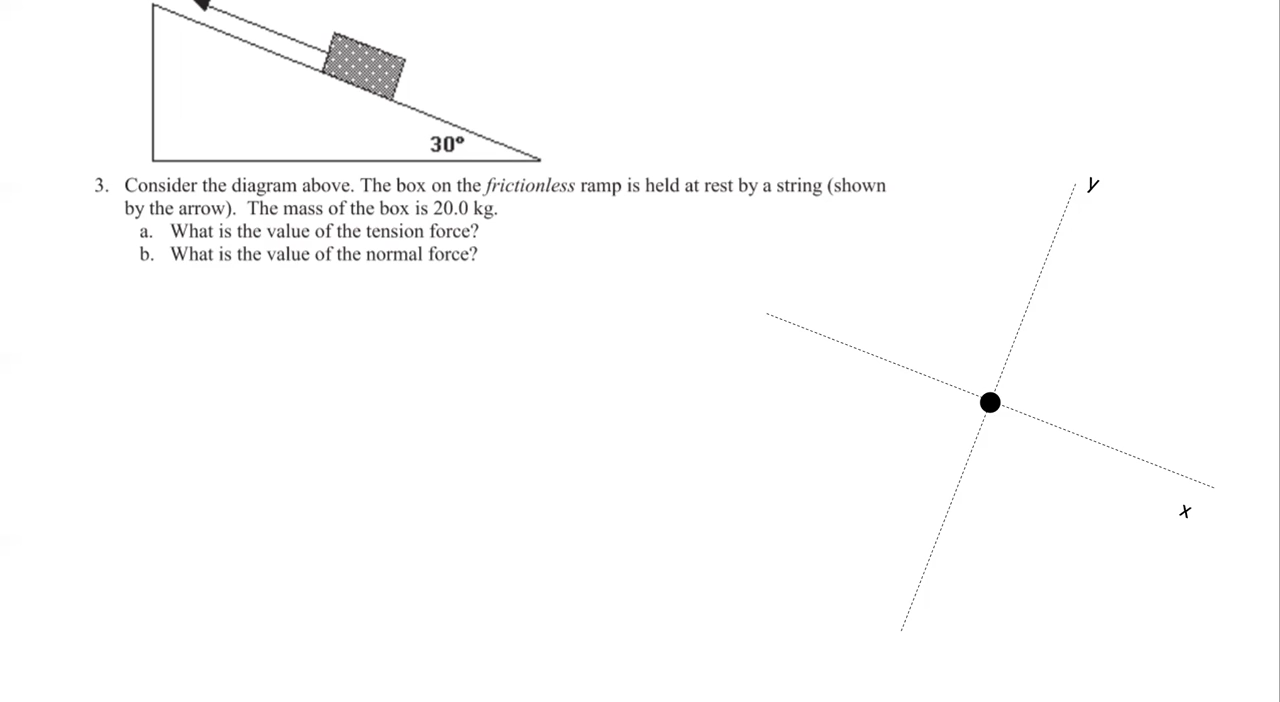 30º
3. Consider the diagram above. The box on the frictionless ramp is held at rest by a string (shown
by the arrow). The mass of the box is 20.0 kg.
a. What is the value of the tension force?
b. What is the value of the normal force?
y
x